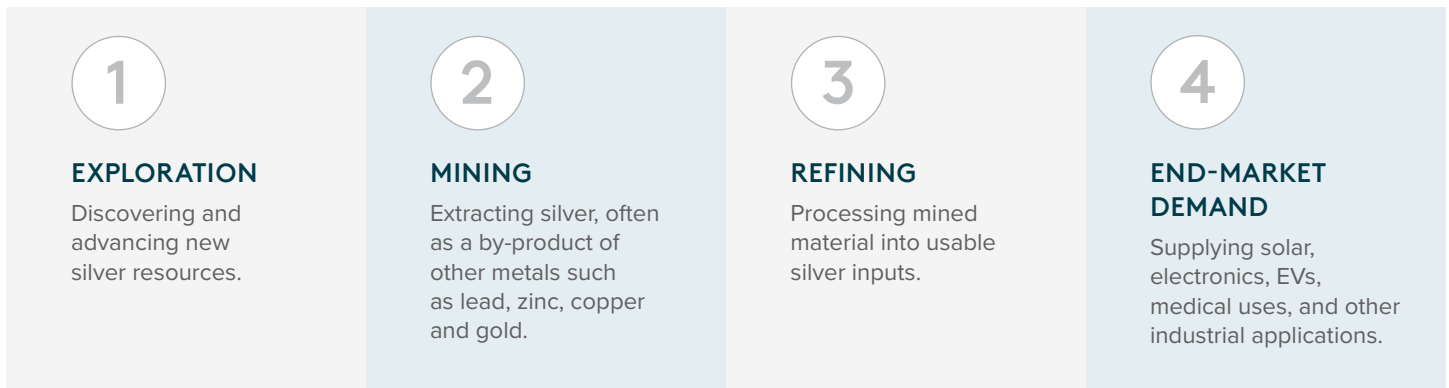 1
EXPLORATION
Discovering and
advancing new
silver resources.
2
MINING
Extracting silver, often
as a by-product of
other metals such
as lead, zinc, copper
and gold.
3
REFINING
Processing mined
material into usable
silver inputs.
4
END-MARKET
DEMAND
Supplying solar,
electronics, EVs,
medical uses, and other
industrial applications.